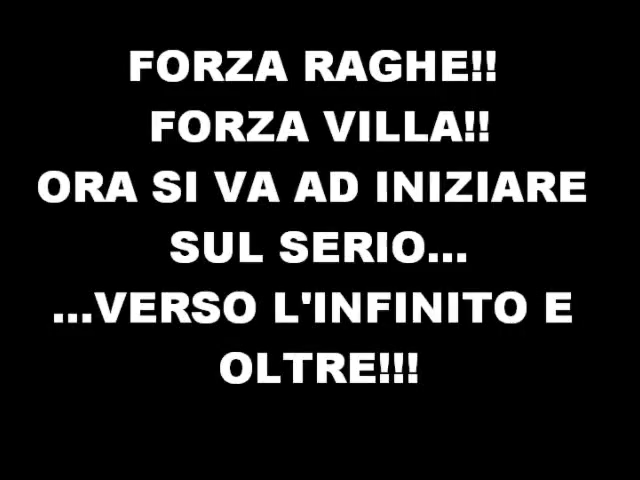 FORZA RAGHE!!
FORZA VILLA!!
ORA SI VA AD INIZIARE
SUL SERIO...
...VERSO L'INFINITO E
OLTRE!!!